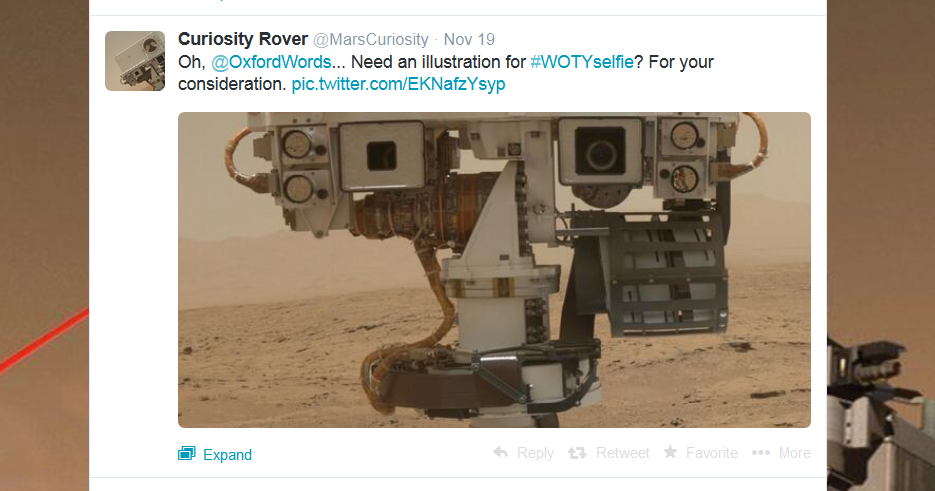 Curiosity Rover @MarsCuriosity · Nov 19
Oh, @OxfordWords... Need an illustration for #WOTYselfie? For your
consideration. pic.twitter.com/EKNafzYsyp
Expand
Reply Retweet Favorite More